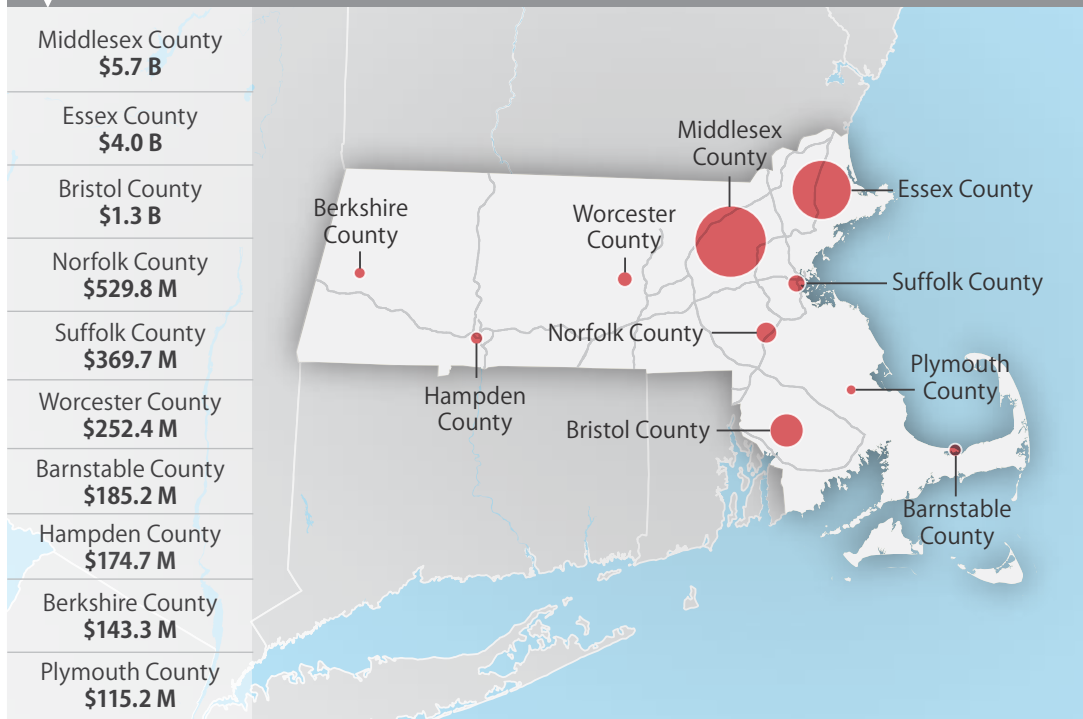 Middlesex County
$5.7 B
Essex County
$4.0 B
Bristol County
$1.3 B
Norfolk County
$529.8 M
Suffolk County
$369.7 M
Worcester County
$252.4 M
Barnstable County
$185.2 M
Hampden County
$174.7 M
Berkshire County
$143.3 M
Plymouth County
$115.2 M
Middlesex
County
Essex County
Berkshire
County
Worcester
County
Suffolk County
Norfolk County
Plymouth
County
Hampden
County
Bristol County
Barnstable
County